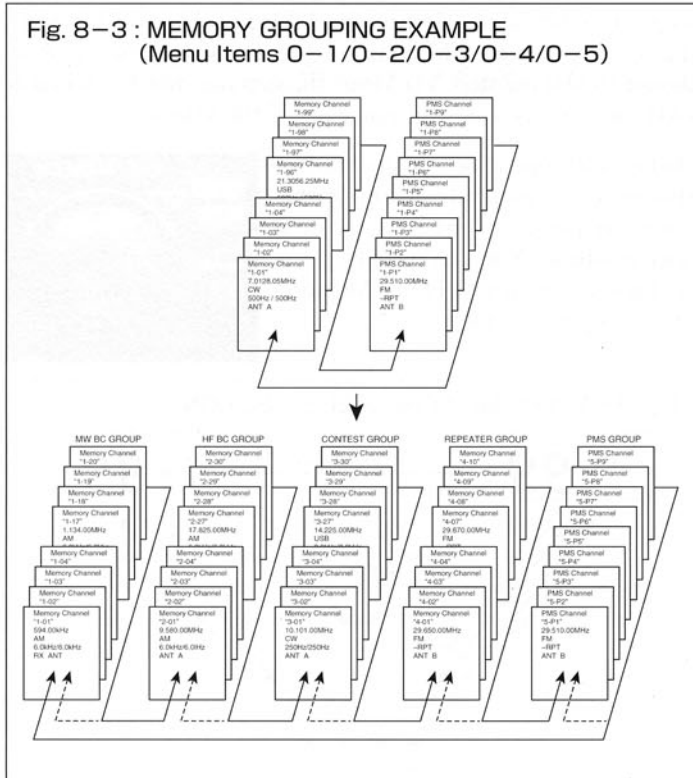 Fig. 8–3 : MEMORY GROUPING EXAMPLE
(Menu Items 0–1/0–2/0–3/0–4/0–5)
Memory Channel
"1-99"
Memory Channel
"1-98"
Memory Channel
"1-97"
Memory Channel
"1-96"
21.3056.25MHz
USB
Memory Channel
"1-04"
Memory Channel
"1-03"
Memory Channel
"1-02"
Memory Channel
"1-01"
7.0128.05MHz
CW
500Hz / 500Hz
ANT A
PMS Channel
"1-P9"
PMS Channel
"1-P8"
PMS Channel
"1-P7"
PMS Channel
"1-P6"
PMS Channel
"1-P5"
PMS Channel
"1-P4"
PMS Channel
"1-P3"
PMS Channel
"1-P2"
PMS Channel
"1-P1"
29.510.00MHz
FM
–RPT
ANT B
MW BC GROUP
Memory Channel
"1-20"
Memory Channel
"1-19"
Memory Channel
"1-18"
Memory Channel
"1-17"
1.134.00MHz
AM
Memory Channel
"1-04"
Memory Channel
"1-03"
Memory Channel
"1-02"
Memory Channel
"1-01"
594.00kHz
AM
6.0kHz/6.0kHz
RX ANT
HF BC GROUP
Memory Channel
"2-30"
Memory Channel
"2-29"
Memory Channel
"2-28"
Memory Channel
"2-27"
17.825.00MHz
AM
Memory Channel
"2-04"
Memory Channel
"2-03"
Memory Channel
"2-02"
Memory Channel
"2-01"
9.580.00MHz
AM
ANT A
CONTEST GROUP
Memory Channel
"3-30"
Memory Channel
"3-29"
Memory Channel
"3-28"
Memory Channel
"3-27"
14.225.00MHz
USB
Memory Channel
"3-04"
Memory Channel
"3-03"
Memory Channel
"3-02"
Memory Channel
"3-01"
10.101.00MHz
CW
250Hz/250Hz
ANT A
REPEATER GROUP
Memory Channel
"4-10"
Memory Channel
"4-09"
Memory Channel
"4-08"
Memory Channel
"4-07"
29.670.00MHz
FM
Memory Channel
"4-04"
Memory Channel
"4-03"
Memory Channel
"4-02"
Memory Channel
"4-01"
29.650.00MHz
FM
–RPT
ANT B
PMS GROUP
PMS Channel
"5-P9"
PMS Channel
"5-P8"
PMS Channel
"5-P7"
PMS Channel
"5-P6"
PMS Channel
"5-P5"
PMS Channel
"5-P4"
PMS Channel
"5-P3"
PMS Channel
"5-P2"
PMS Channel
"5-P1"
29.510.00MHz
FM
–RPT
ANT B